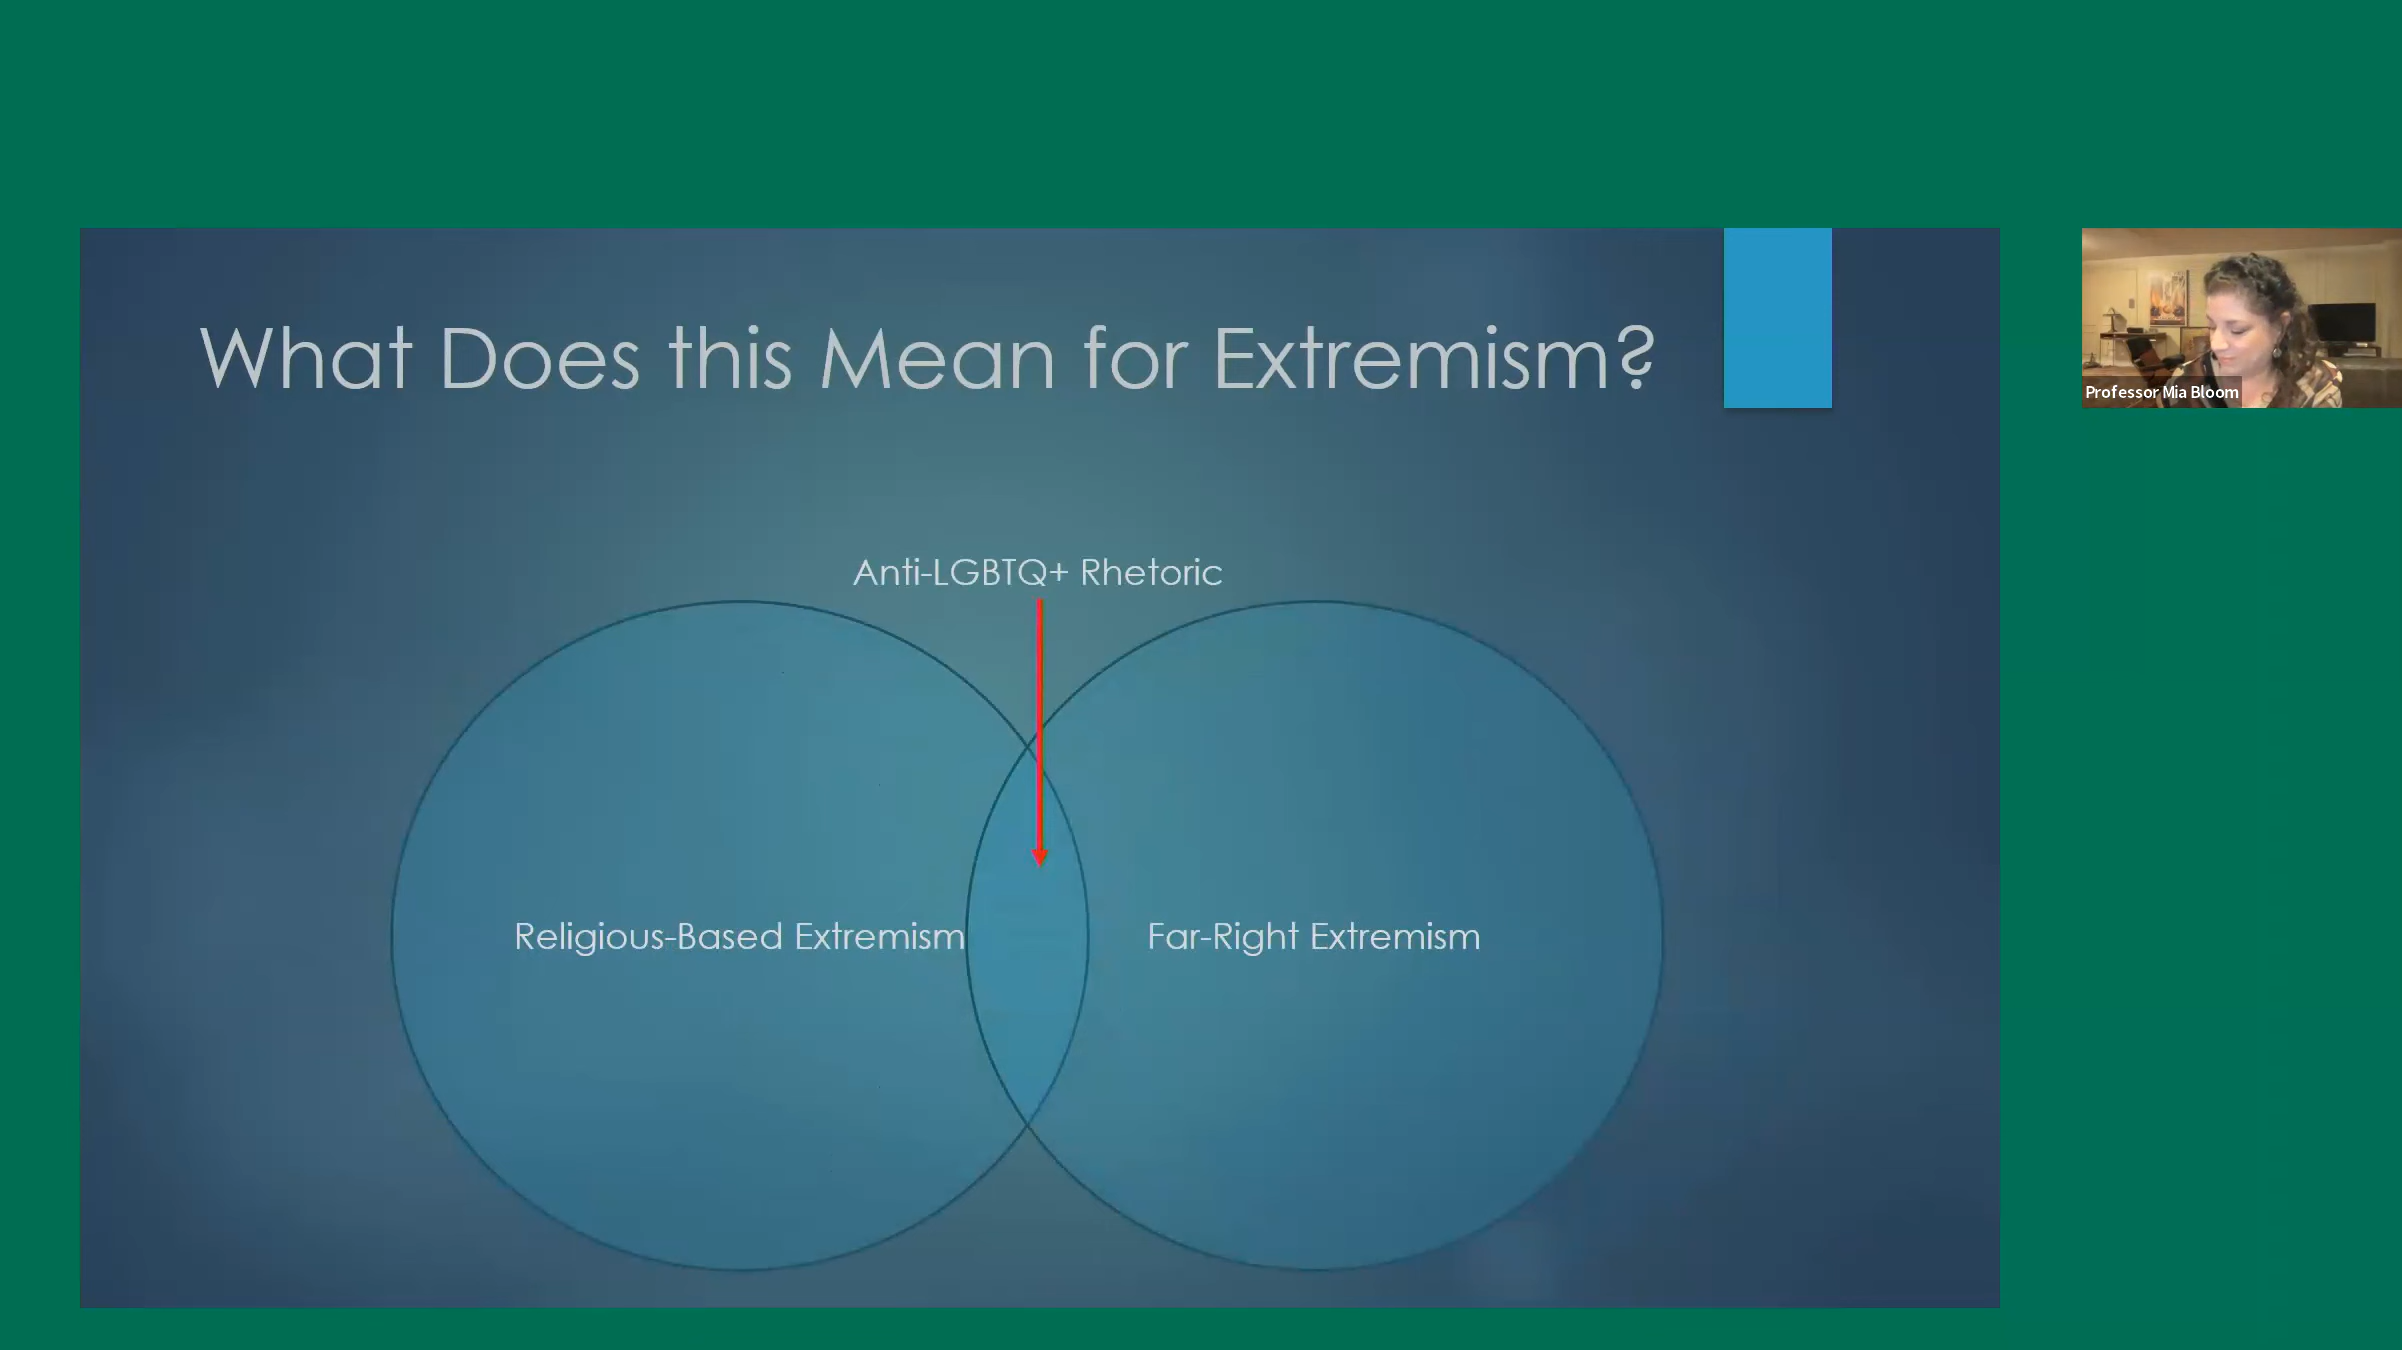 What Does this Mean for Extremism?
Professor Mia Bloom
Anti-LGBTQ+ Rhetoric
Religious-Based Extremism
Far-Right Extremism